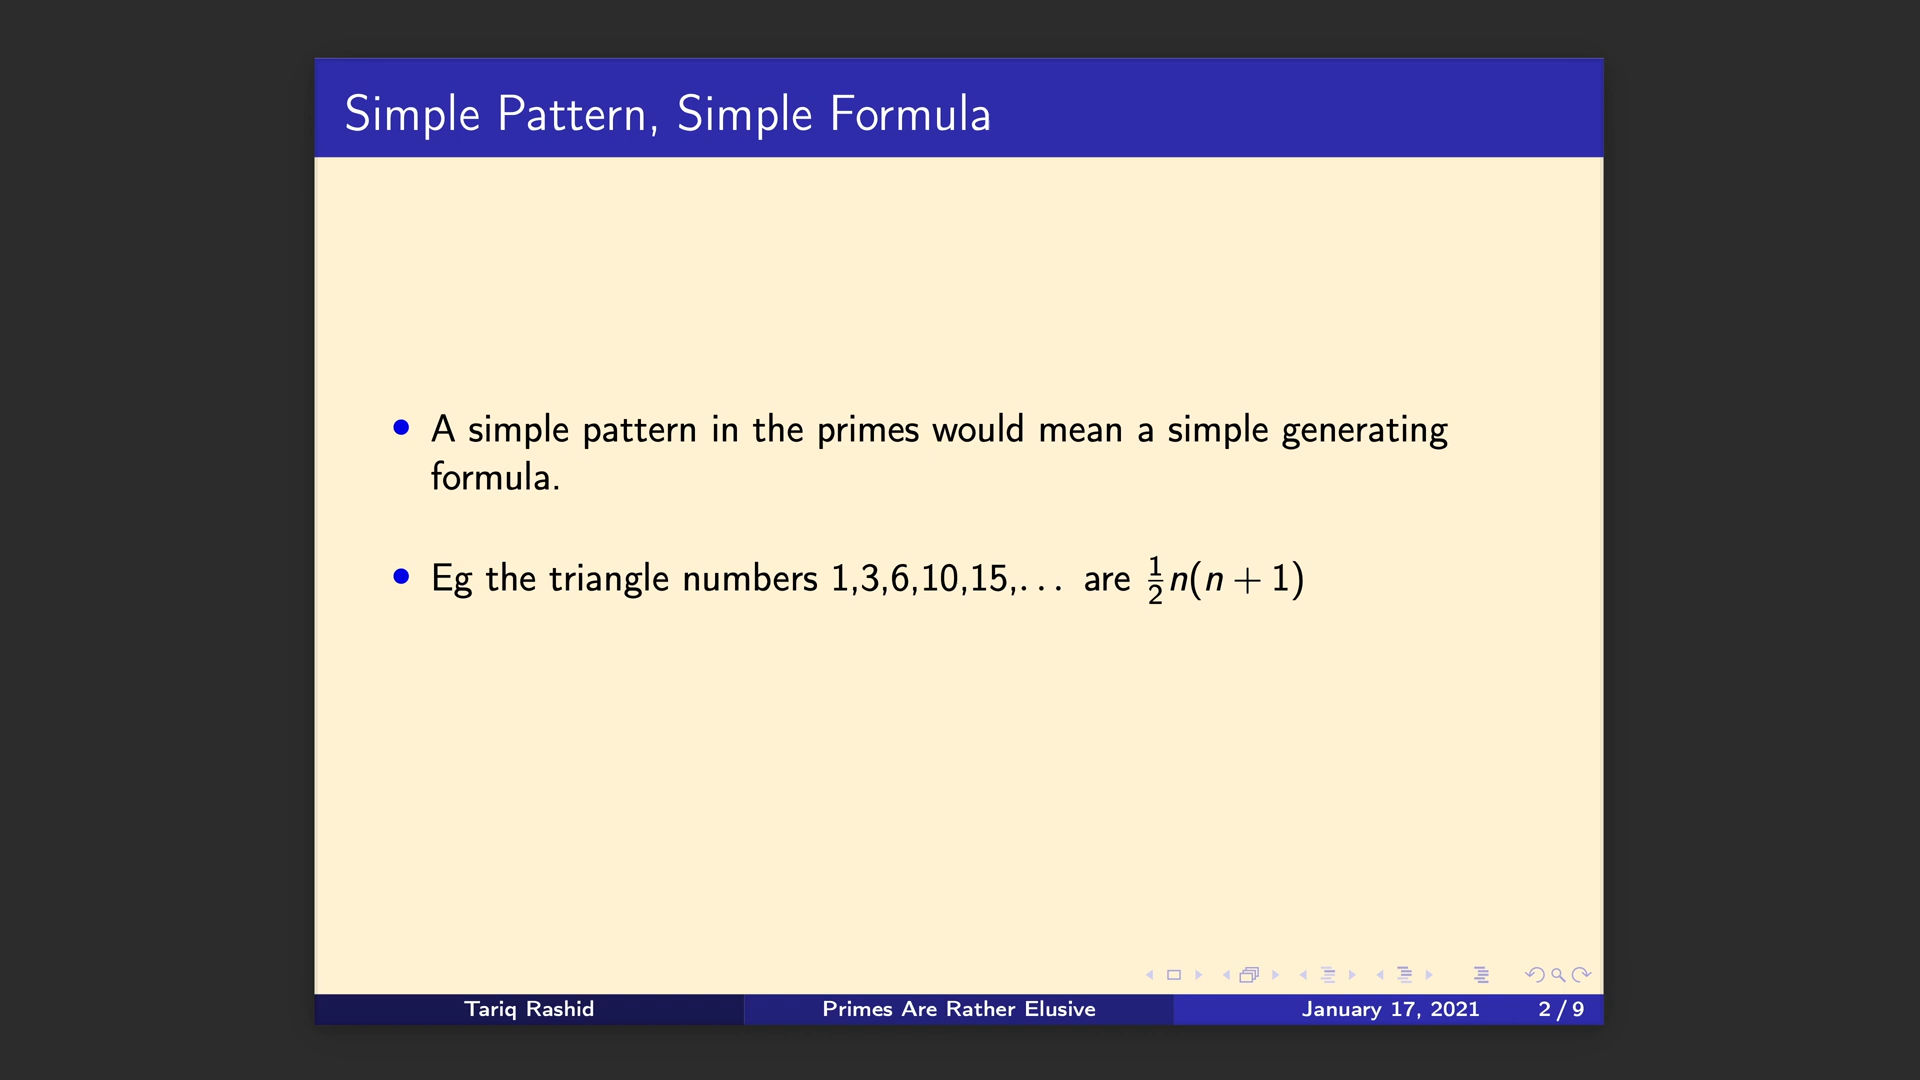 Simple Pattern, Simple Formula
• A simple pattern in the primes would mean a simple generating
formula.
• Eg the triangle numbers 1,3,6,10,15,... are ½n(n + 1)
Tariq Rashid
Primes Are Rather Elusive
January 17, 2021
2 / 9